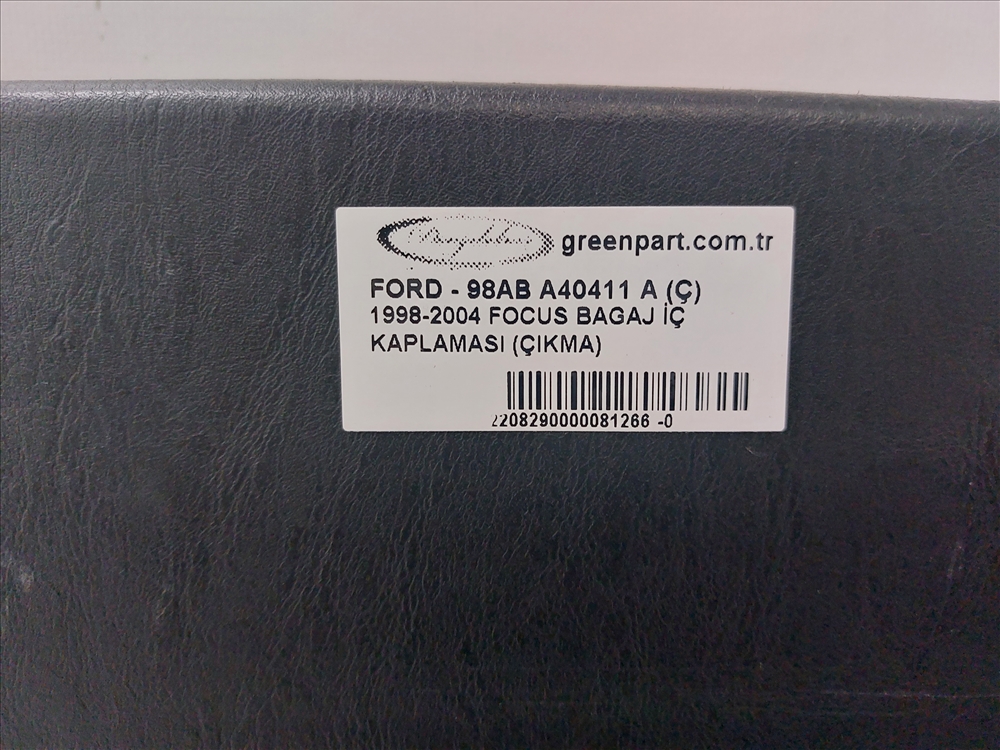 greenpart.com.tr
FORD - 98AB A40411 A (Ç)
1998-2004 FOCUS BAGAJ İÇ
KAPLAMASI (ÇIKMA)
2208290000081266 -0